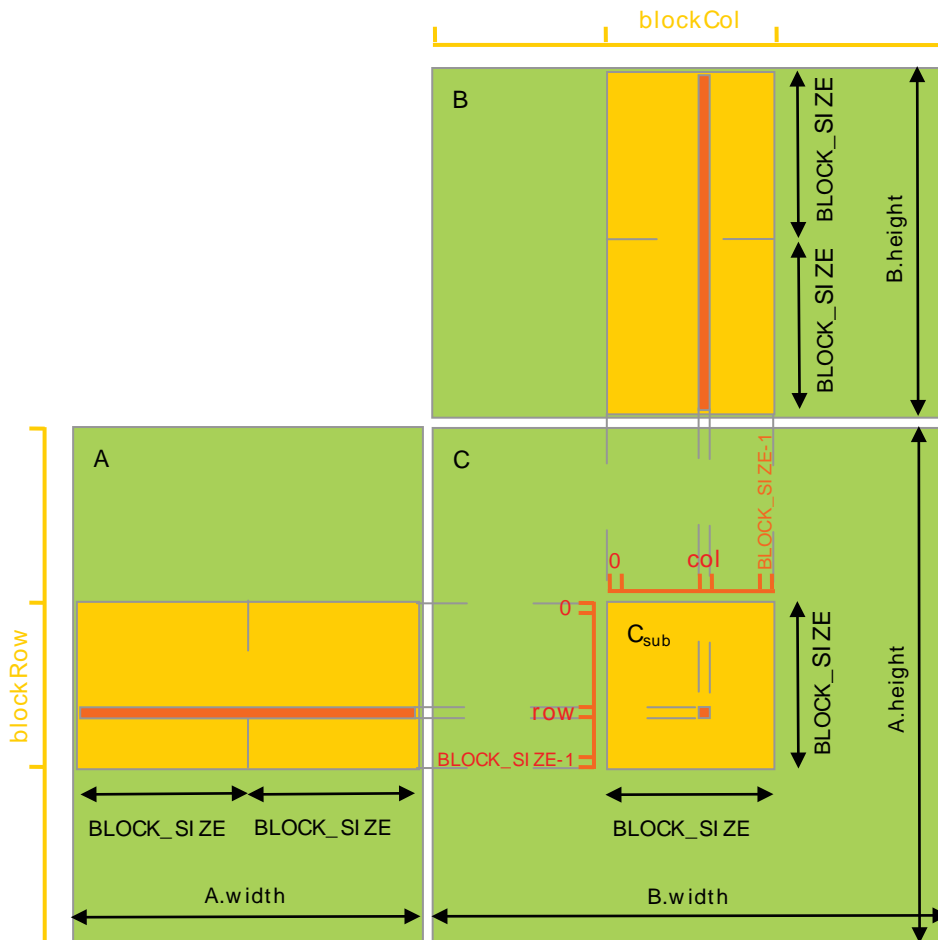 blockCol
B
BLOCK_SIZE
BLOCK_SIZE
B.height
A
C
BLOCK_SIZE-1
0
col
0
row
BLOCK_SIZE-1
C_sub
BLOCK_SIZE
A.height
blockRow
BLOCK_SIZE
BLOCK_SIZE
BLOCK_SIZE
A.width
B.width